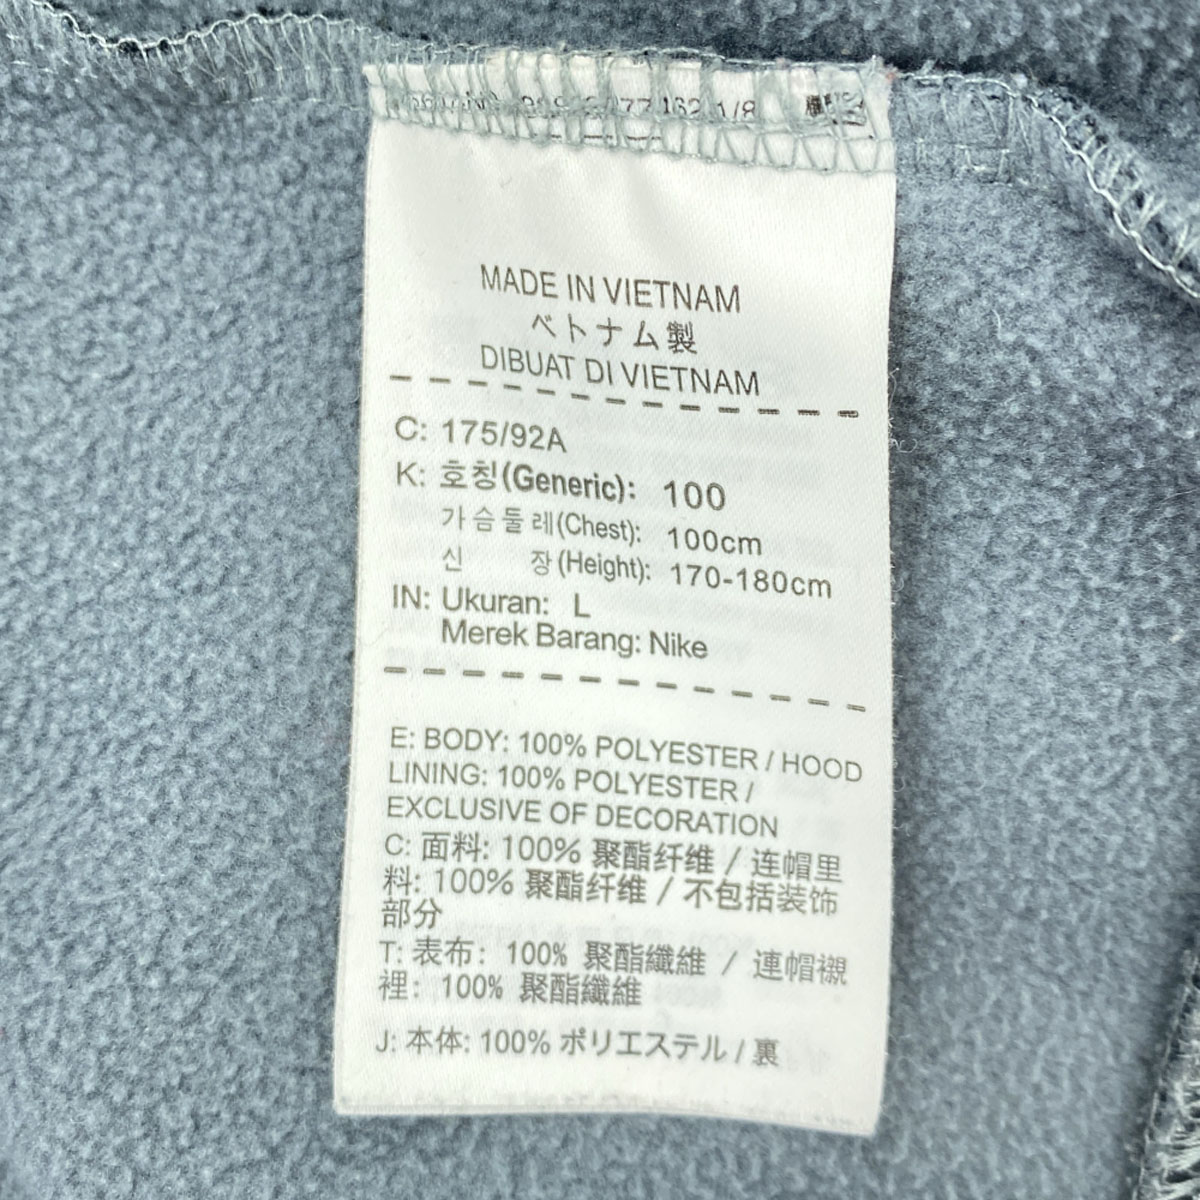 1/8
MADE IN VIETNAM
ベトナム製
DIBUAT DI VIETNAM
C: 175/92A
K: 호칭(Generic): 100
가슴둘레(Chest): 100cm
신 장(Height): 170-180cm
IN: Ukuran: L
Merek Barang: Nike
E: BODY: 100% POLYESTER / HOOD
LINING: 100% POLYESTER /
EXCLUSIVE OF DECORATION
C: 面料: 100% 聚酯纤维 / 连帽里
料: 100% 聚酯纤维 / 不包括装饰
部分
T: 表布: 100% 聚酯纖維 / 連帽襯
裡: 100% 聚酯纖維
J: 本体: 100% ポリエステル / 裏